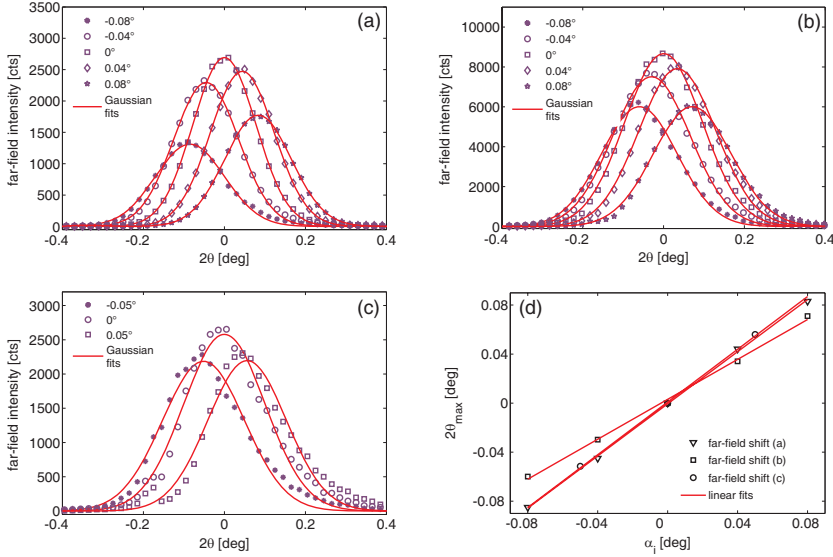 (a)
-0.08°
-0.04°
0°
0.04°
0.08°
Gaussian
fits
far-field intensity [cts]
3500
3000
2500
2000
1500
1000
500
0
-0.4 -0.2 0 0.2 0.4
2θ [deg]
(b)
-0.08°
-0.04°
0°
0.04°
0.08°
Gaussian
fits
far-field intensity [cts]
10000
8000
6000
4000
2000
0
-0.4 -0.2 0 0.2 0.4
2θ [deg]
(c)
-0.05°
0°
0.05°
Gaussian
fits
far-field intensity [cts]
3000
2500
2000
1500
1000
500
0
-0.4 -0.2 0 0.2 0.4
2θ [deg]
(d)
2θmax [deg]
0.08
0.04
0
-0.04
-0.08
far-field shift (a)
far-field shift (b)
far-field shift (c)
linear fits
-0.08 -0.04 0 0.04 0.08
αi [deg]